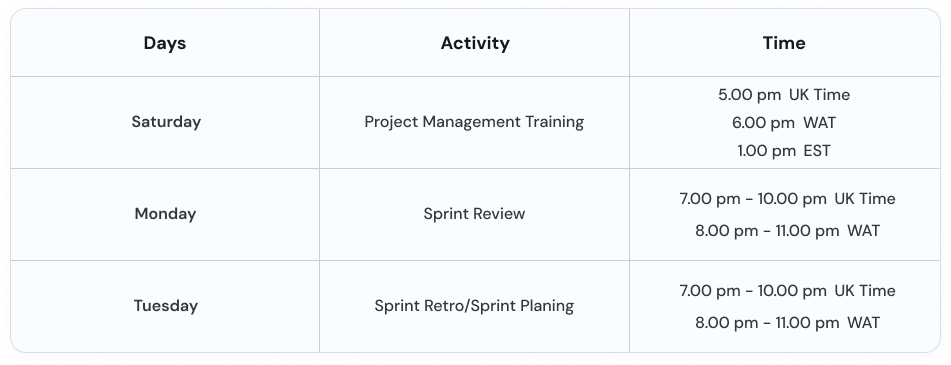 Days Activity Time
Saturday Project Management Training 5.00 pm UK Time
6.00 pm WAT
1.00 pm EST
Monday Sprint Review 7.00 pm - 10.00 pm UK Time
8.00 pm - 11.00 pm WAT
Tuesday Sprint Retro/Sprint Planing 7.00 pm - 10.00 pm UK Time
8.00 pm - 11.00 pm WAT